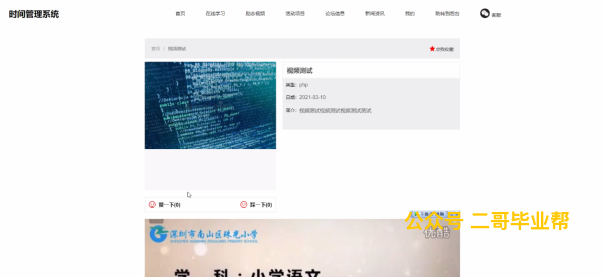 时间管理系统
首页 在线学习 励志视频 活动项目 论坛信息 新闻资讯 我的 跳转到后台 客服
首页 / 视频测试
点我收藏
视频测试
类型：php
日期：2021-03-10
简介：视频测试视频测试视频测试测试
赞一下(0)
踩一下(0)
公众号 二哥毕业帮
优酷
深圳市南山区珠光小学
学 科：小学语文